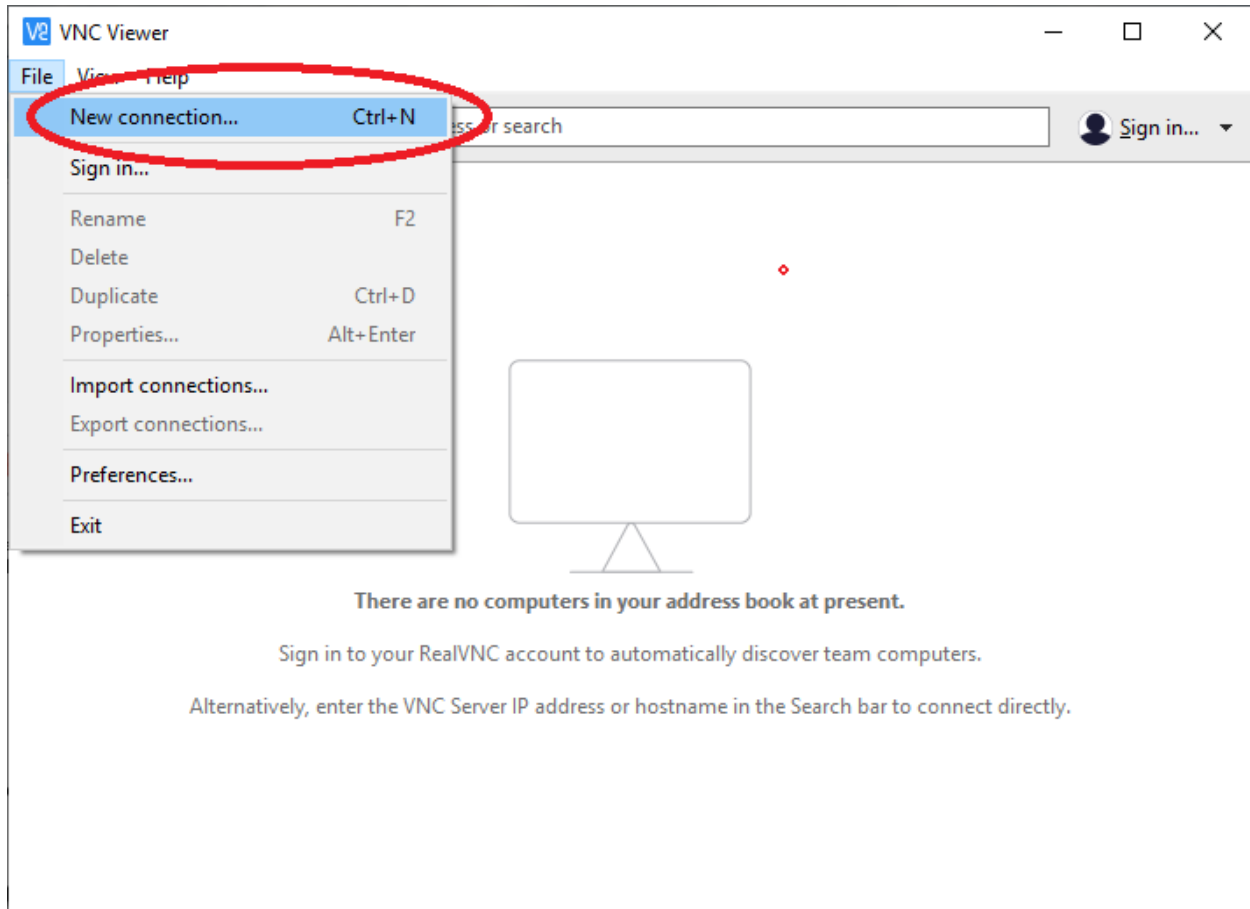 VNC Viewer
File Help
New connection... Ctrl+N
or search
Sign in...
Sign in...
Rename F2
Delete
Duplicate Ctrl+D
Properties... Alt+Enter
Import connections...
Export connections...
Preferences...
Exit
There are no computers in your address book at present.
Sign in to your RealVNC account to automatically discover team computers.
Alternatively, enter the VNC Server IP address or hostname in the Search bar to connect directly.